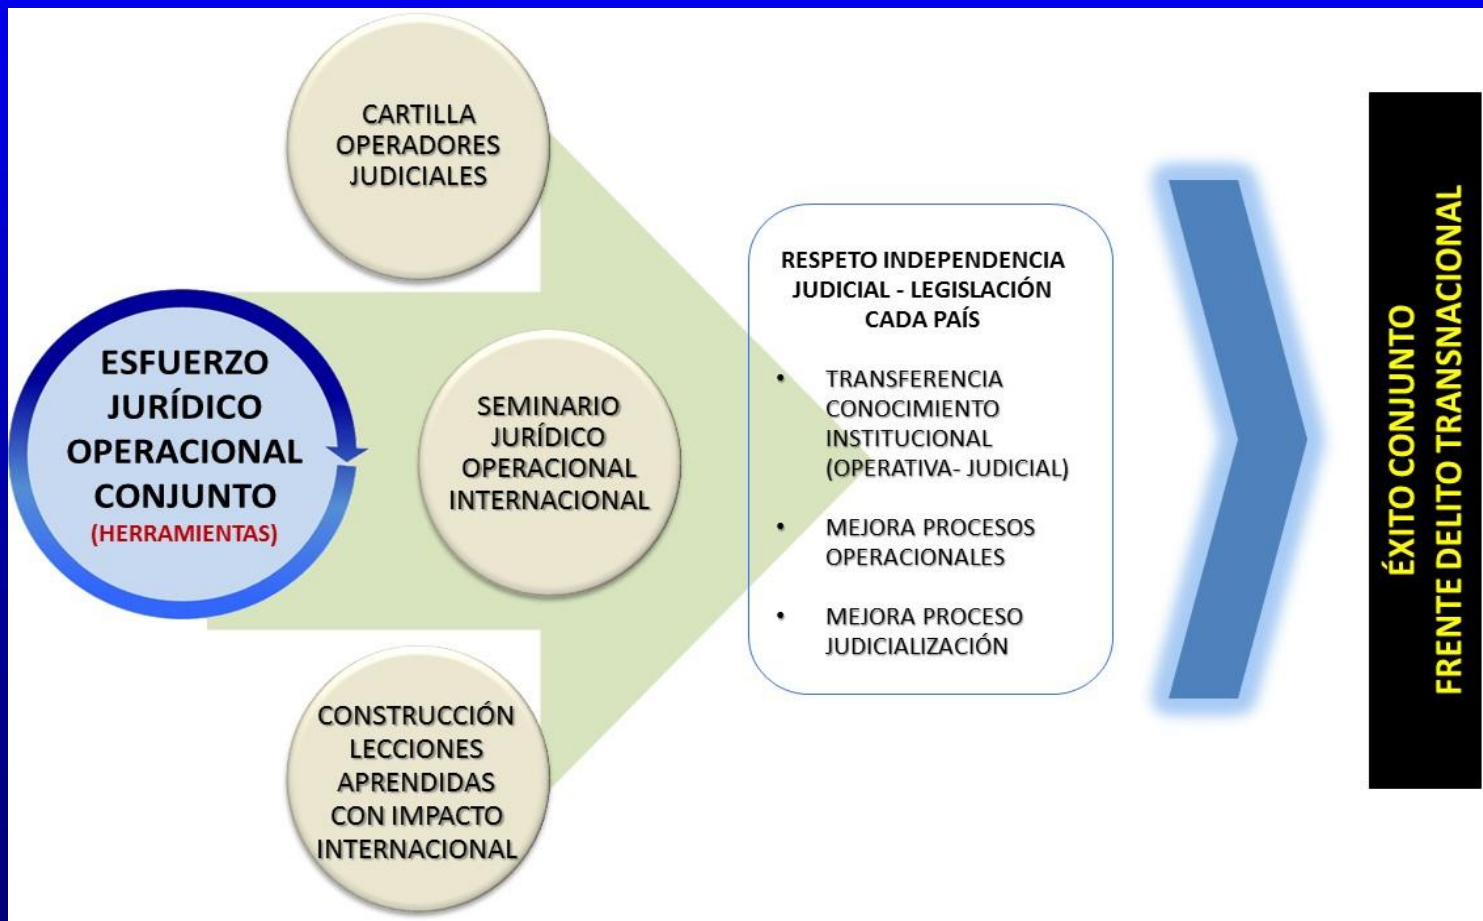 CARTILLA
OPERADORES
JUDICIALES
ESFUERZO
JURÍDICO
OPERACIONAL
CONJUNTO
(HERRAMIENTAS)
SEMINARIO
JURÍDICO
OPERACIONAL
INTERNACIONAL
CONSTRUCCIÓN
LECCIONES
APRENDIDAS
CON IMPACTO
INTERNACIONAL
RESPETO INDEPENDENCIA
JUDICIAL - LEGISLACIÓN
CADA PAÍS
• TRANSFERENCIA
CONOCIMIENTO
INSTITUCIONAL
(OPERATIVA- JUDICIAL)
• MEJORA PROCESOS
OPERACIONALES
• MEJORA PROCESO
JUDICIALIZACIÓN
ÉXITO CONJUNTO
FRENTE DELITO TRANSNACIONAL